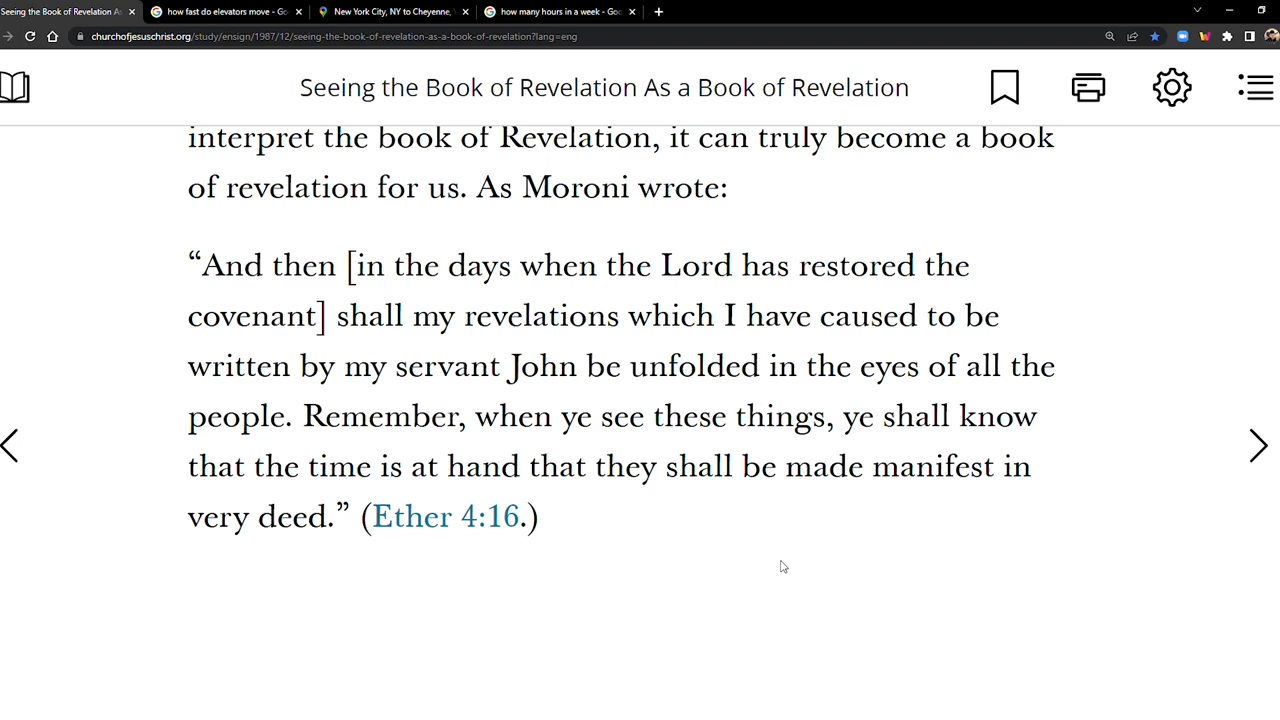 Seeing the Book of Revelation As
how fast do elevators move - Go
New York City, NY to Cheyenne,
how many hours in a week - Goo
churchofjesuschrist.org/study/ensign/1987/12/seeing-the-book-of-revelation-as-a-book-of-revelation?lang=eng
Seeing the Book of Revelation As a Book of Revelation
interpret the book of Revelation, it can truly become a book
of revelation for us. As Moroni wrote:
“And then [in the days when the Lord has restored the
covenant] shall my revelations which I have caused to be
written by my servant John be unfolded in the eyes of all the
people. Remember, when ye see these things, ye shall know
that the time is at hand that they shall be made manifest in
very deed.” (Ether 4:16.)